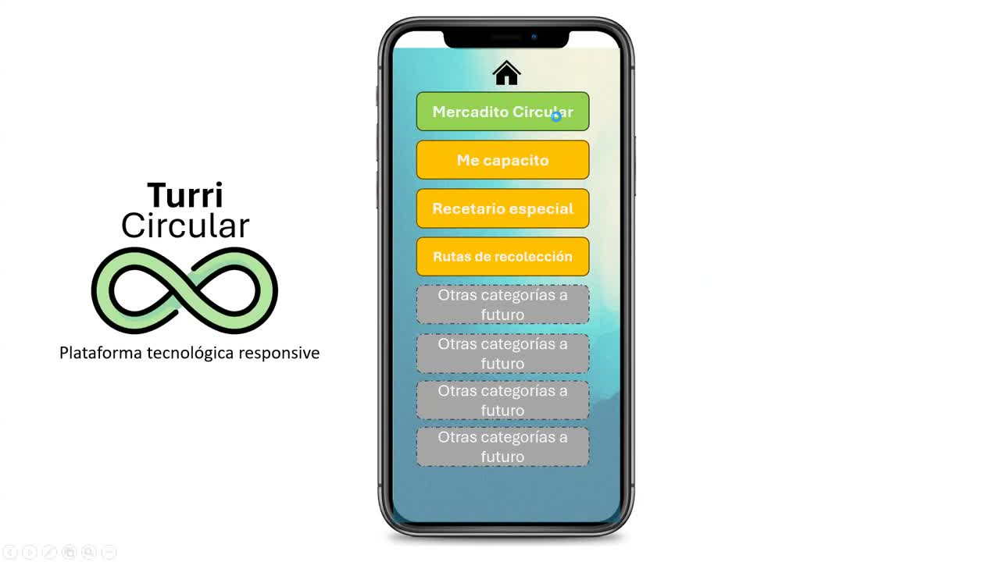 Turri
Circular
Plataforma tecnológica responsive
Mercadito Circular
Me capacito
Recetario especial
Rutas de recolección
Otras categorías a
futuro
Otras categorías a
futuro
Otras categorías a
futuro
Otras categorías a
futuro